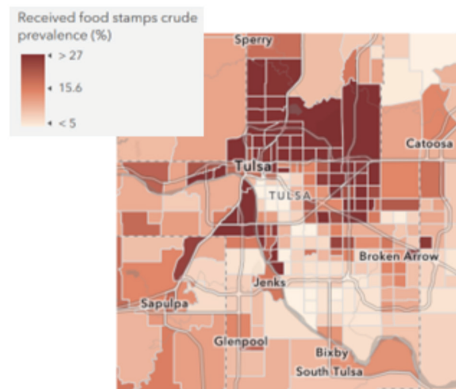 Received food stamps crude
prevalence (%)
> 27
15.6
< 5
Sperry
Catoosa
Tulsa
TULSA
Broken Arrow
Jenks
Sapulpa
Glenpool
Bixby
South Tulsa